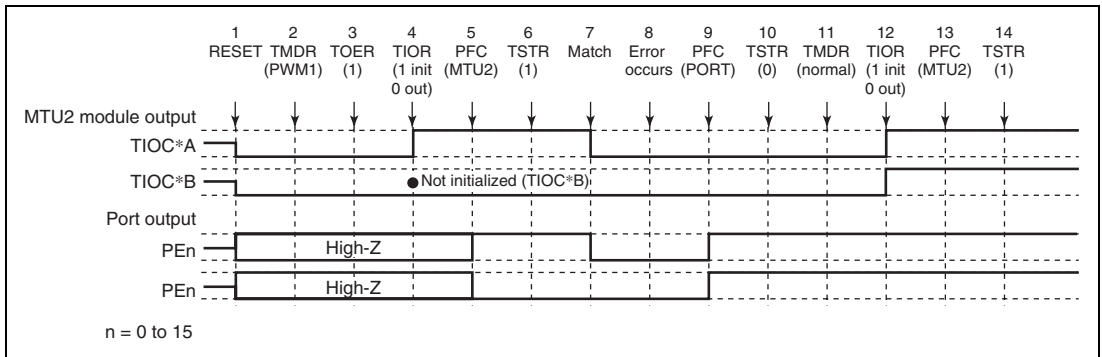 1 2 3 4 5 6 7 8 9 10 11 12 13 14
RESET TMDR TOER TIOR PFC TSTR Match Error PFC TSTR TMDR TIOR PFC TSTR
(PWM1) (1) (1 init (MTU2) (1) occurs (PORT) (0) (normal) (1 init (MTU2) (1)
0 out) 0 out)
MTU2 module output
TIOC*A
TIOC*B ● Not initialized (TIOC*B)
Port output
PEn High-Z
PEn High-Z
n = 0 to 15